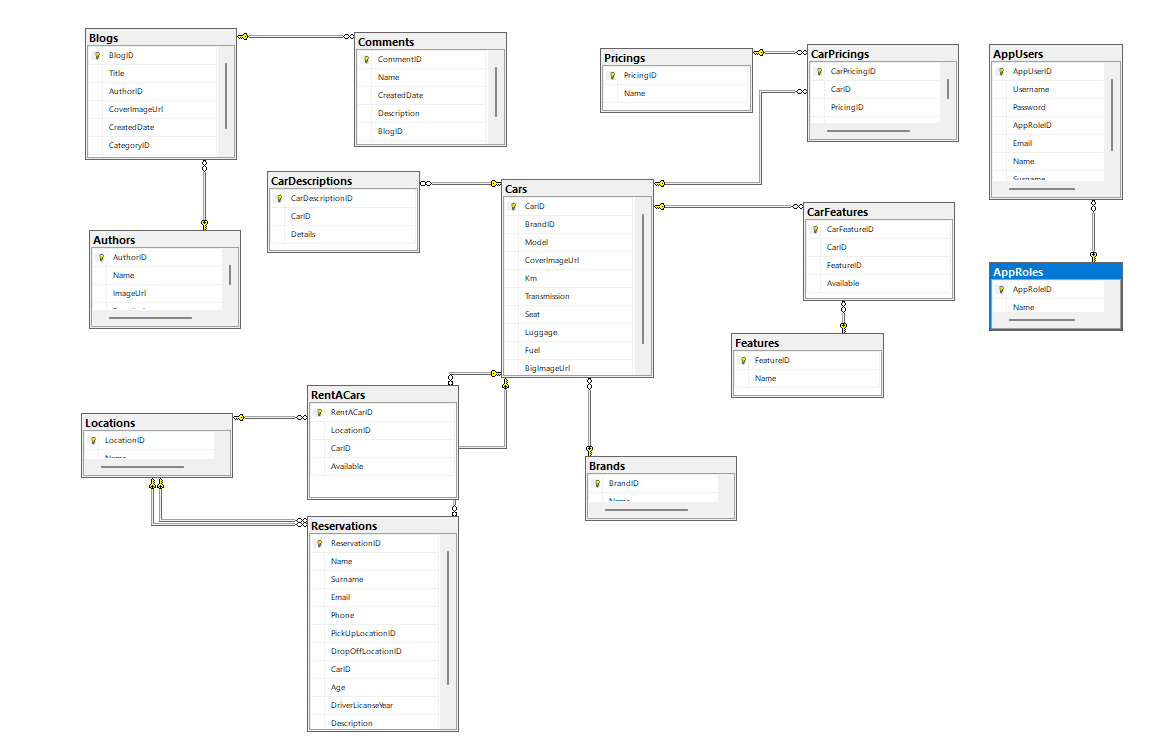 Blogs
BlogID
Title
AuthorID
CoverImageUrl
CreatedDate
CategoryID
Comments
CommentID
Name
CreatedDate
Description
BlogID
Pricings
PricingID
Name
CarPricings
CarPricingID
CarID
PricingID
AppUsers
AppUserID
Username
Password
AppRoleID
Email
Name
Surname
CarDescriptions
CarDescriptionID
CarID
Details
Cars
CarID
BrandID
Model
CoverImageUrl
Km
Transmission
Seat
Luggage
Fuel
BigImageUrl
CarFeatures
CarFeatureID
CarID
FeatureID
Available
Authors
AuthorID
Name
ImageUrl
AppRoles
AppRoleID
Name
Features
FeatureID
Name
RentACars
RentACarID
LocationID
CarID
Available
Locations
LocationID
Name
Brands
BrandID
Name
Reservations
ReservationID
Name
Surname
Email
Phone
PickUpLocationID
DropOffLocationID
CarID
Age
DriverLicanseYear
Description